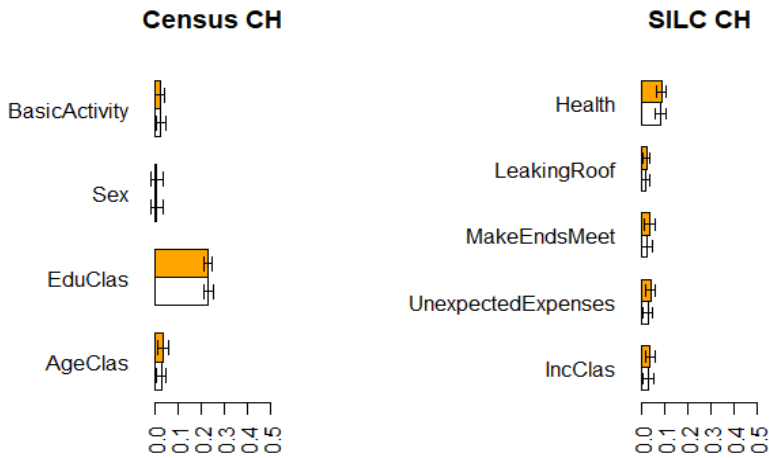 Census CH
BasicActivity
Sex
EduClas
AgeClas
0.0 0.1 0.2 0.3 0.4 0.5
SILC CH
Health
LeakingRoof
MakeEndsMeet
UnexpectedExpenses
IncClas
0.0 0.1 0.2 0.3 0.4 0.5